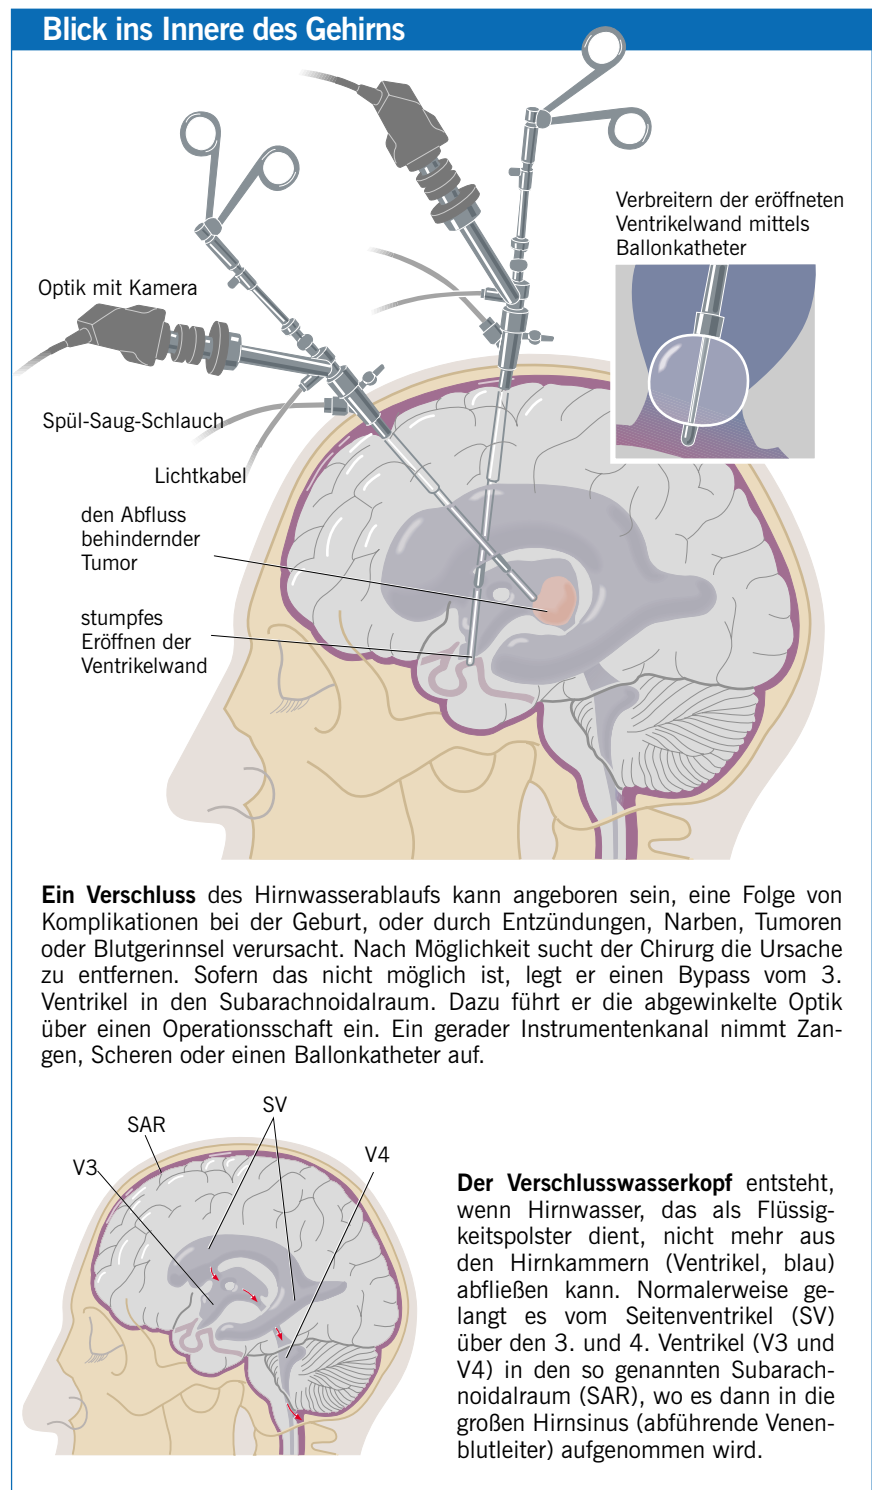 Blick ins Innere des Gehirns
Verbreitern der eröffneten
Ventrikelwand mittels
Ballonkatheter
Optik mit Kamera
Spül-Saug-Schlauch
Lichtkabel
den Abfluss
behindernder
Tumor
stumpfes
Eröffnen der
Ventrikelwand
Ein Verschluss des Hirnwasserablaufs kann angeboren sein, eine Folge von
Komplikationen bei der Geburt, oder durch Entzündungen, Narben, Tumoren
oder Blutgerinnsel verursacht. Nach Möglichkeit sucht der Chirurg die Ursache
zu entfernen. Sofern das nicht möglich ist, legt er einen Bypass vom 3.
Ventrikel in den Subarachnoidalraum. Dazu führt er die abgewinkelte Optik
über einen Operationsschaft ein. Ein gerader Instrumentenkanal nimmt Zan-
gen, Scheren oder einen Ballonkatheter auf.
SV
SAR
V3
V4
Der Verschlusswasserkopf entsteht,
wenn Hirnwasser, das als Flüssig-
keitspolster dient, nicht mehr aus
den Hirnkammern (Ventrikel, blau)
abfließen kann. Normalerweise ge-
langt es vom Seitenventrikel (SV)
über den 3. und 4. Ventrikel (V3 und
V4) in den so genannten Subarach-
noidalraum (SAR), wo es dann in die
großen Hirnsinus (abführende Venen-
blutleiter) aufgenommen wird.